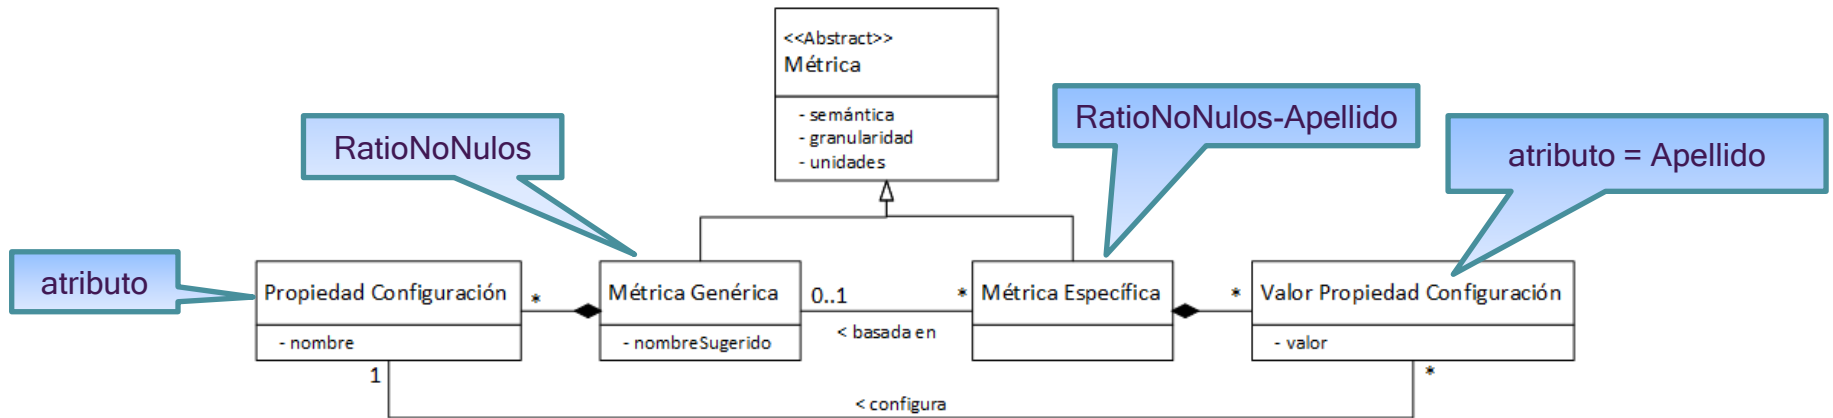 <<Abstract>>
Métrica
- semántica
- granularidad
- unidades
RatioNoNulos
RatioNoNulos-Apellido
atributo = Apellido
atributo
Propiedad Configuración
- nombre
*
Métrica Genérica
- nombreSugerido
0..1
*
< basada en
Métrica Específica
*
Valor Propiedad Configuración
- valor
1
*
< configura